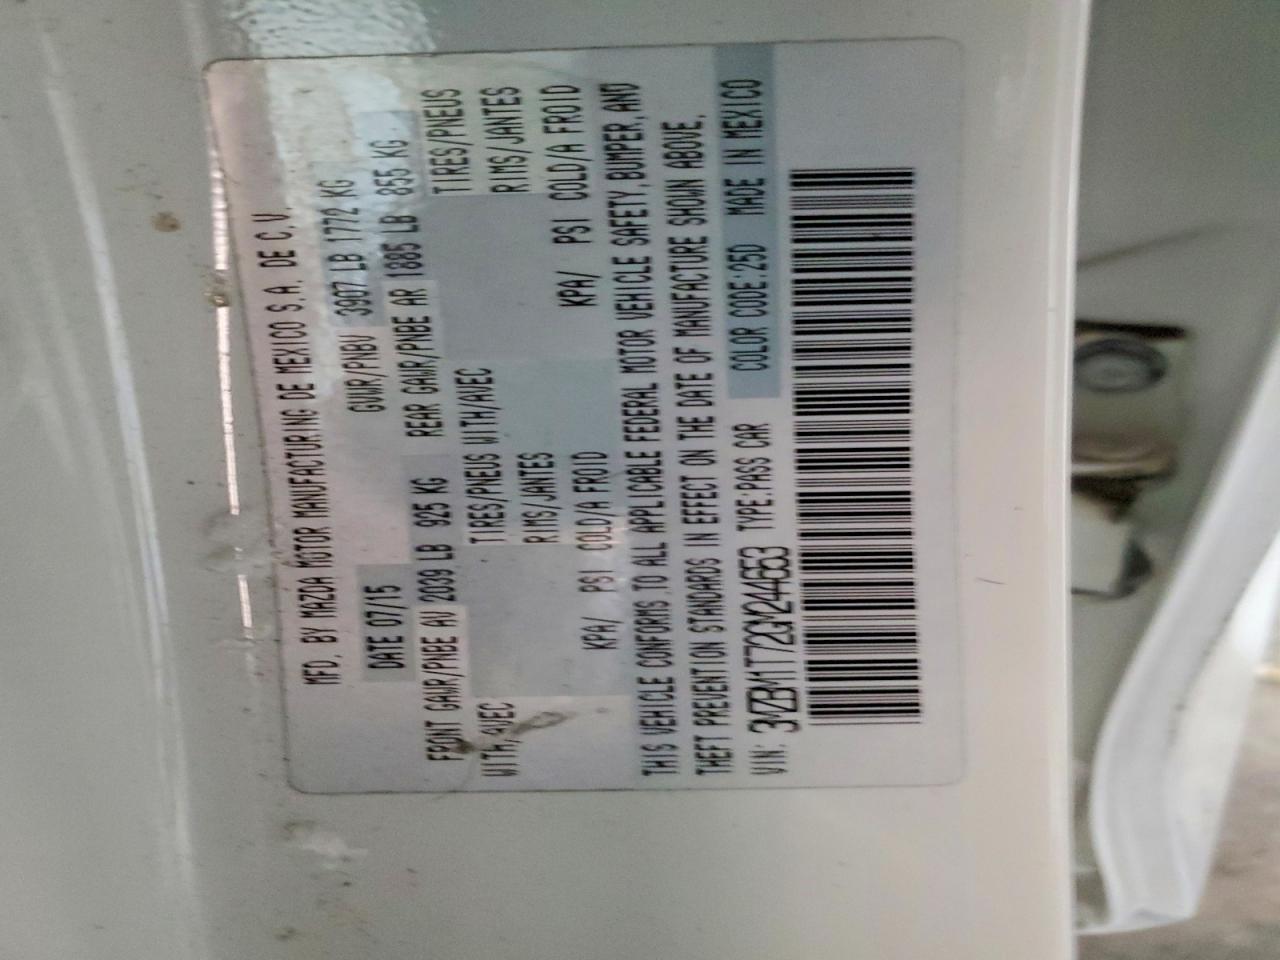 MFD. BY MAZDA MOTOR MANUFACTURING DE MEXICO S.A. DE C.V.
DATE 07/15 GVWR/PNBV 3907 LB 1772 KG
FRONT GAWR/PNBE AV 2039 LB 925 KG REAR GAWR/PNBE AR 1885 LB 855 KG
WITH/AVEC TIRES/PNEUS WITH/AVEC TIRES/PNEUS
RIMS/JANTES RIMS/JANTES
KPA/ PSI COLD/A FROID KPA/ PSI COLD/A FROID
THIS VEHICLE CONFORMS TO ALL APPLICABLE FEDERAL MOTOR VEHICLE SAFETY, BUMPER, AND
THEFT PREVENTION STANDARDS IN EFFECT ON THE DATE OF MANUFACTURE SHOWN ABOVE.
VIN: 3MZBM1T72GM244653 TYPE:PASS CAR COLOR CODE:25D MADE IN MEXICO